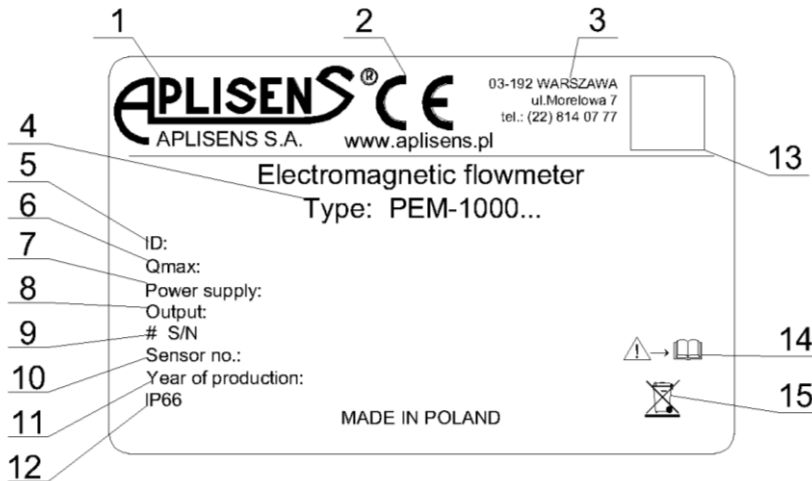 1
2
3
APLISENS®
CE
03-192 WARSZAWA
ul.Morelowa 7
tel.: (22) 814 07 77
APLISENS S.A.
www.aplisens.pl
4
13
Electromagnetic flowmeter
Type: PEM-1000...
5
ID:
6
Qmax:
7
Power supply:
8
Output:
9
# S/N
10
Sensor no.:
11
Year of production:
12
IP66
14
15
MADE IN POLAND